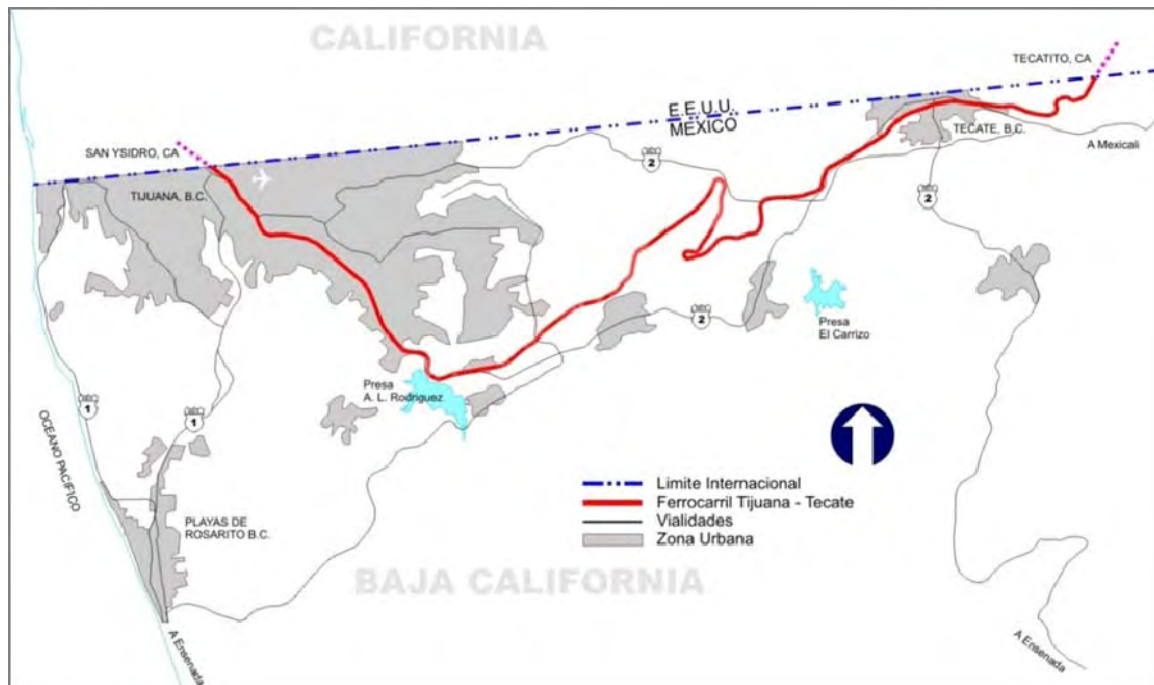 CALIFORNIA
TECATITO, CA
E.E.U.U.
MEXICO
SAN YSIDRO, CA
TIJUANA, B.C.
TECATE, B.C.
A Mexicali
2
2
2
Presa
El Carrizo
Presa
A. L. Rodriguez
1
1
OCEANO PACÍFICO
PLAYAS DE
ROSARITO B.C.
Limite Internacional
Ferrocarril Tijuana - Tecate
Vialidades
Zona Urbana
BAJA CALIFORNIA
A Ensenada
A Ensenada